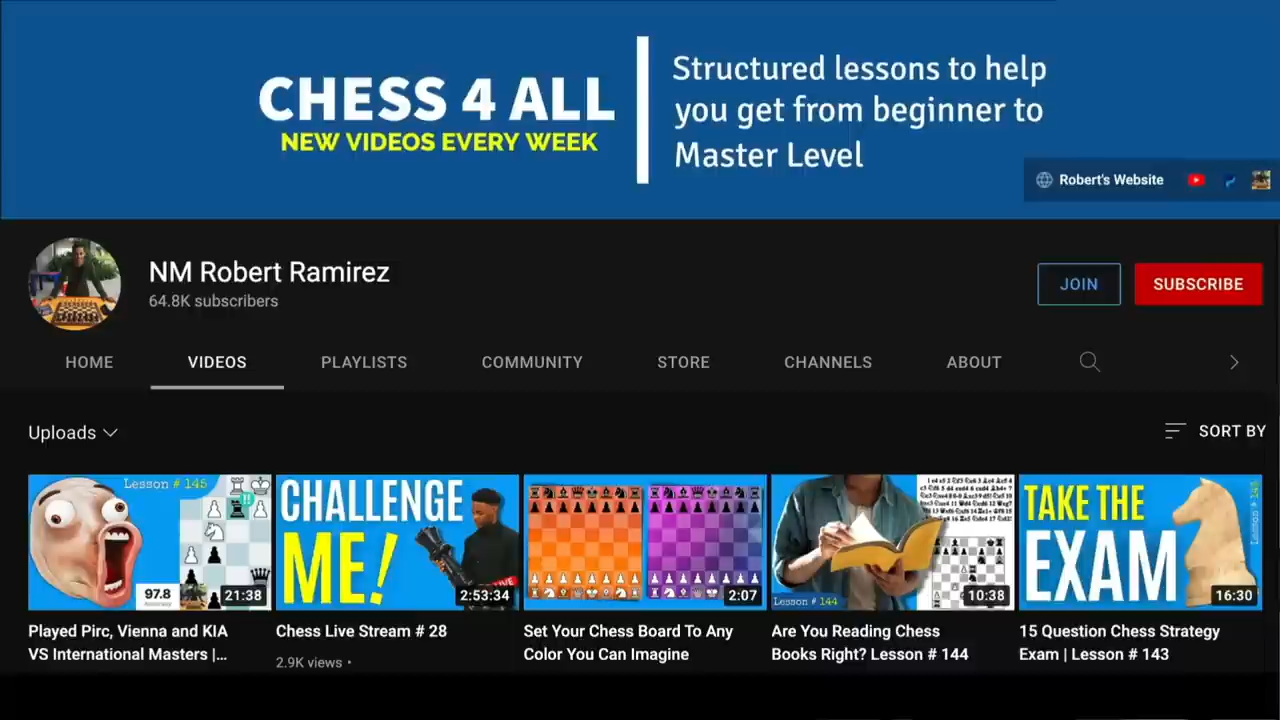 CHESS 4 ALL
NEW VIDEOS EVERY WEEK
Structured lessons to help
you get from beginner to
Master Level
Robert's Website
NM Robert Ramirez
64.8K subscribers
JOIN
SUBSCRIBE
HOME
VIDEOS
PLAYLISTS
COMMUNITY
STORE
CHANNELS
ABOUT
Uploads
SORT BY
Lesson # 145
97.8
21:38
CHALLENGE
ME!
LIVE
2:53:34
2:07
Lesson # 144
10:38
TAKE THE
EXAM
16:30
Played Pirc, Vienna and KIA
VS International Masters |...
Chess Live Stream # 28
2.9K views •
Set Your Chess Board To Any
Color You Can Imagine
Are You Reading Chess
Books Right? Lesson # 144
15 Question Chess Strategy
Exam | Lesson # 143